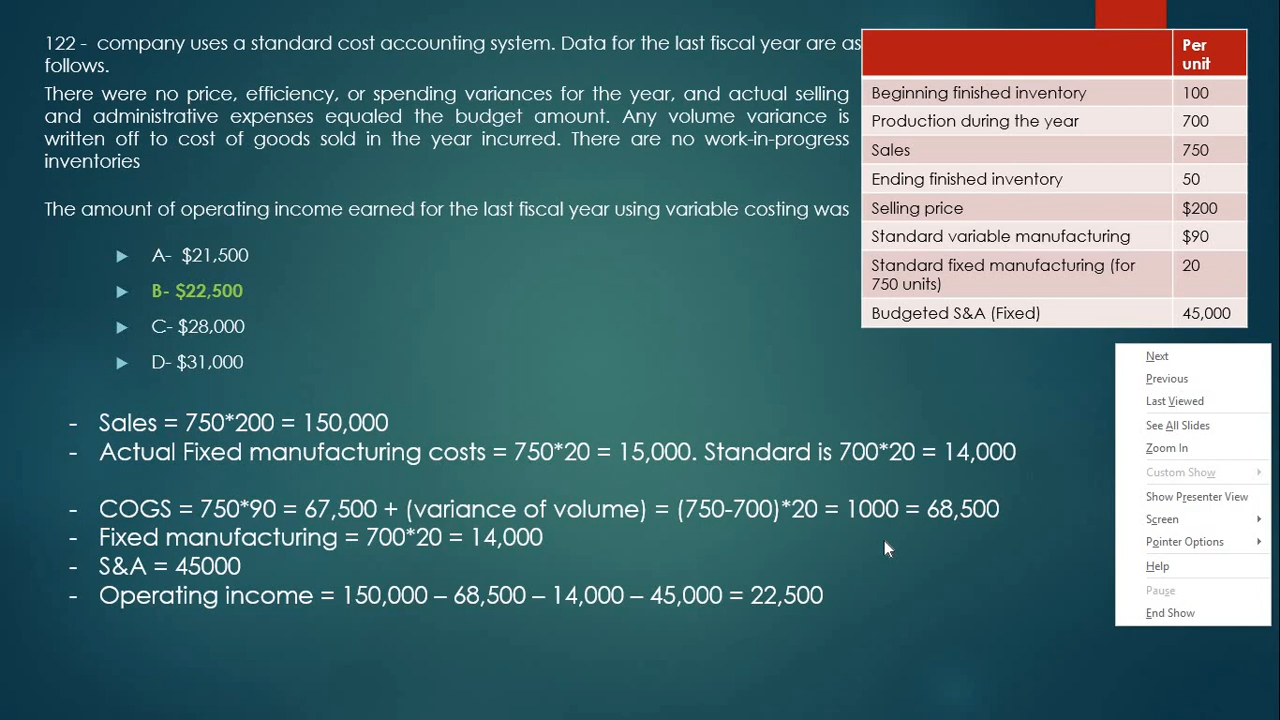 122 -  company uses a standard cost accounting system. Data for the last fiscal year are as
follows.
There were no price, efficiency, or spending variances for the year, and actual selling
and administrative expenses equaled the budget amount. Any volume variance is
written off to cost of goods sold in the year incurred. There are no work-in-progress
inventories
The amount of operating income earned for the last fiscal year using variable costing was
A-  $21,500
B- $22,500
C- $28,000
D- $31,000
Per
unit
Beginning finished inventory 100
Production during the year 700
Sales 750
Ending finished inventory 50
Selling price $200
Standard variable manufacturing $90
Standard fixed manufacturing (for 20
750 units)
Budgeted S&A (Fixed) 45,000
- Sales = 750*200 = 150,000
- Actual Fixed manufacturing costs = 750*20 = 15,000. Standard is 700*20 = 14,000
- COGS = 750*90 = 67,500 + (variance of volume) = (750-700)*20 = 1000 = 68,500
- Fixed manufacturing = 700*20 = 14,000
- S&A = 45000
- Operating income = 150,000 – 68,500 – 14,000 – 45,000 = 22,500
Next
Previous
Last Viewed
See All Slides
Zoom In
Custom Show
Show Presenter View
Screen
Pointer Options
Help
Pause
End Show